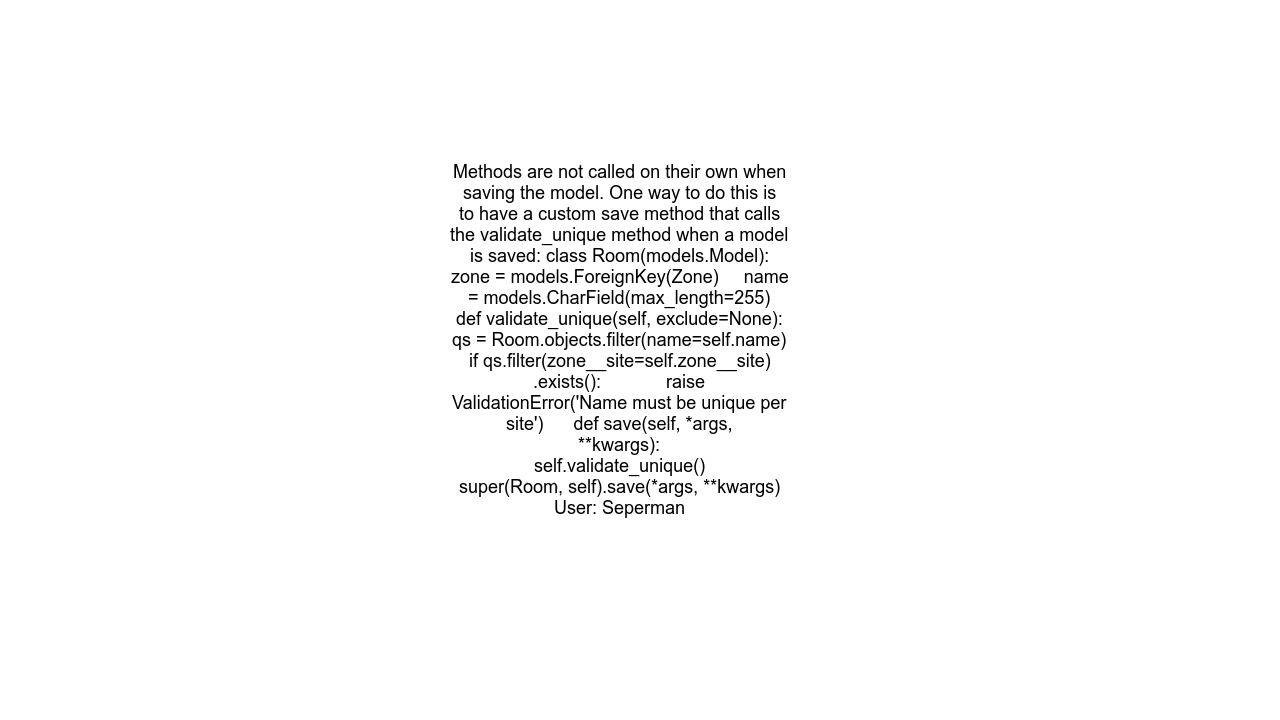 Methods are not called on their own when
saving the model. One way to do this is
to have a custom save method that calls
the validate_unique method when a model
is saved: class Room(models.Model):
zone = models.ForeignKey(Zone)     name
= models.CharField(max_length=255)
def validate_unique(self, exclude=None):
qs = Room.objects.filter(name=self.name)
if qs.filter(zone__site=self.zone__site)
.exists():             raise
ValidationError('Name must be unique per
site')      def save(self, *args,
**kwargs):
self.validate_unique()
super(Room, self).save(*args, **kwargs)
User: Seperman